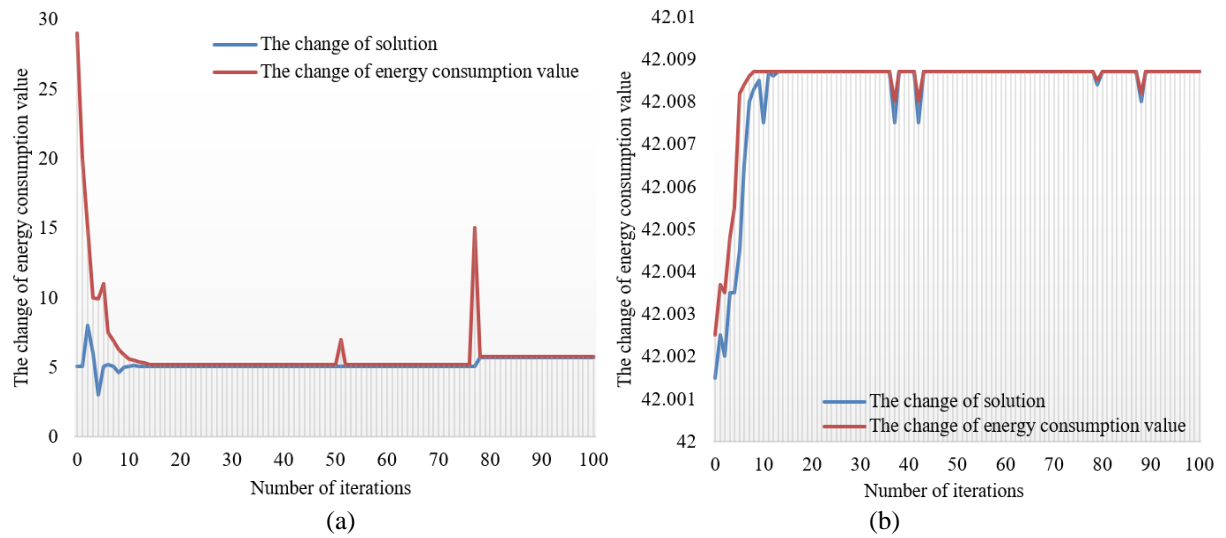 The change of energy consumption value
30
25
20
15
10
5
0
The change of solution
The change of energy consumption value
0 10 20 30 40 50 60 70 80 90 100
Number of iterations
(a)
The change of energy consumption value
42.01
42.009
42.008
42.007
42.006
42.005
42.004
42.003
42.002
42.001
42
The change of solution
The change of energy consumption value
0 10 20 30 40 50 60 70 80 90 100
Number of iterations
(b)